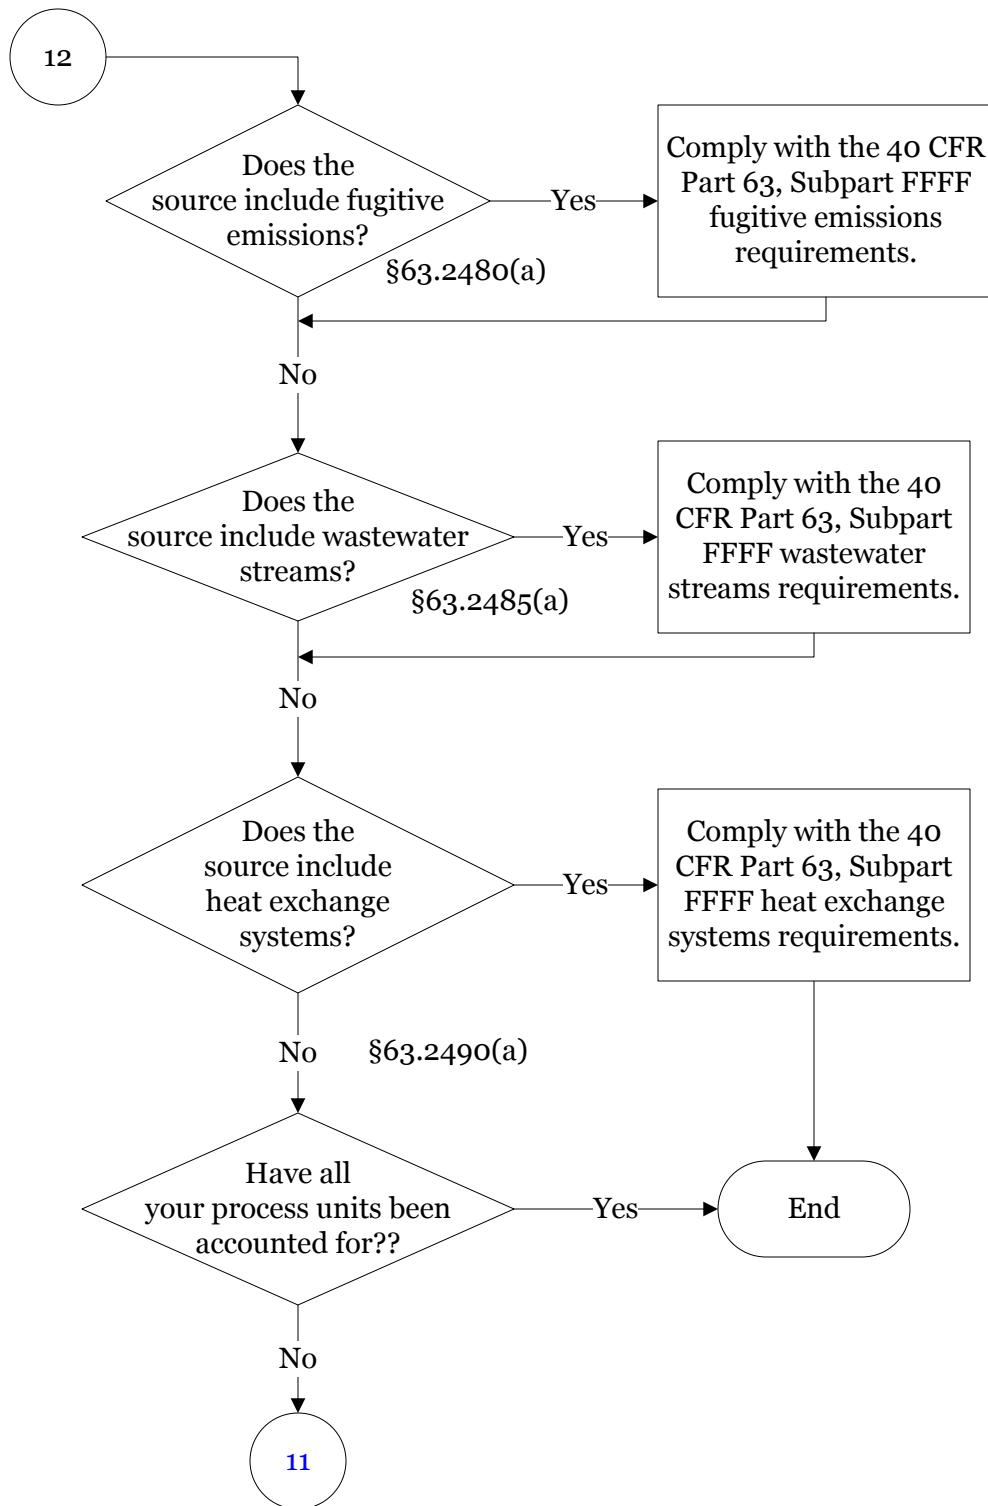 12
Does the
source include fugitive
emissions?
Yes
Comply with the 40 CFR
Part 63, Subpart FFFF
fugitive emissions
requirements.
§63.2480(a)
No
Does the
source include wastewater
streams?
Yes
Comply with the 40
CFR Part 63, Subpart
FFFF wastewater
streams requirements.
§63.2485(a)
No
Does the
source include
heat exchange
systems?
Yes
Comply with the 40
CFR Part 63, Subpart
FFFF heat exchange
systems requirements.
No
§63.2490(a)
Have all
your process units been
accounted for??
Yes
End
No
11